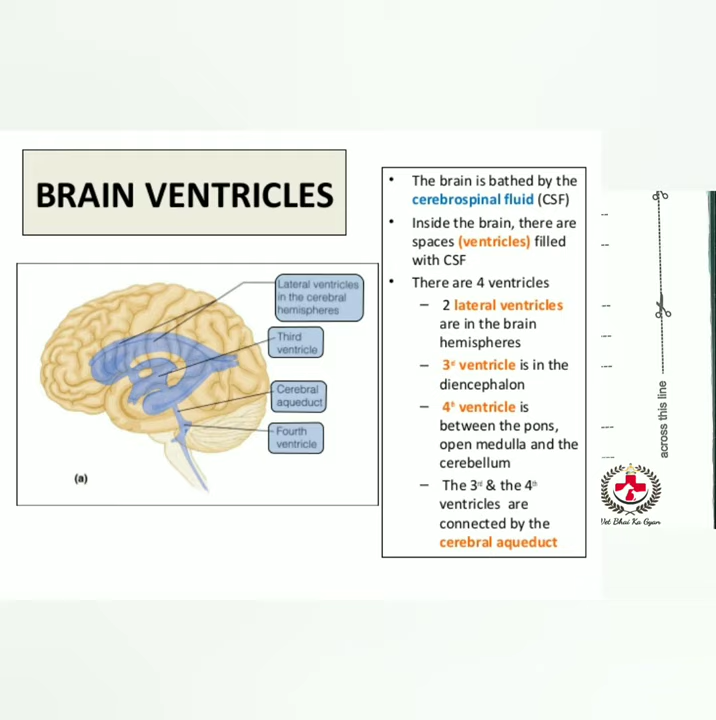 BRAIN VENTRICLES
Lateral ventricles
in the cerebral
hemispheres
Third
ventricle
Cerebral
aqueduct
Fourth
ventricle
(a)
• The brain is bathed by the
cerebrospinal fluid (CSF)
• Inside the brain, there are
spaces (ventricles) filled
with CSF
• There are 4 ventricles
– 2 lateral ventricles
are in the brain
hemispheres
– 3rd ventricle is in the
diencephalon
– 4th ventricle is
between the pons,
open medulla and the
cerebellum
– The 3rd & the 4th
ventricles are
connected by the
cerebral aqueduct
across this line
Vet Bhai Ka Gyan